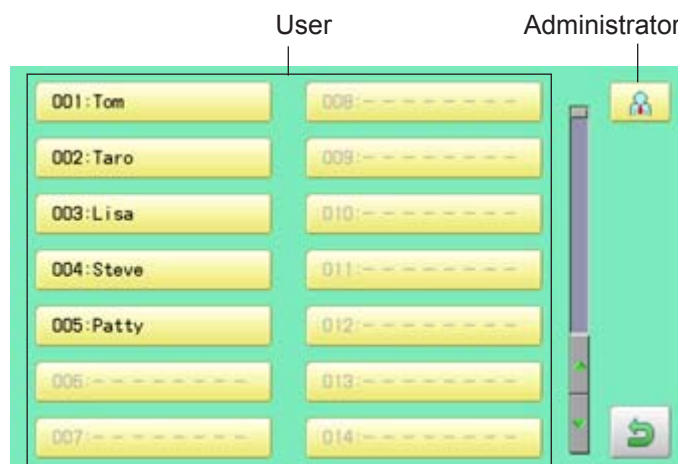 User
Administrator
001:Tom
002:Taro
003:Lisa
004:Steve
005:Patty
006:--------
007:--------
008:--------
009:--------
010:--------
011:--------
012:--------
013:--------
014:--------